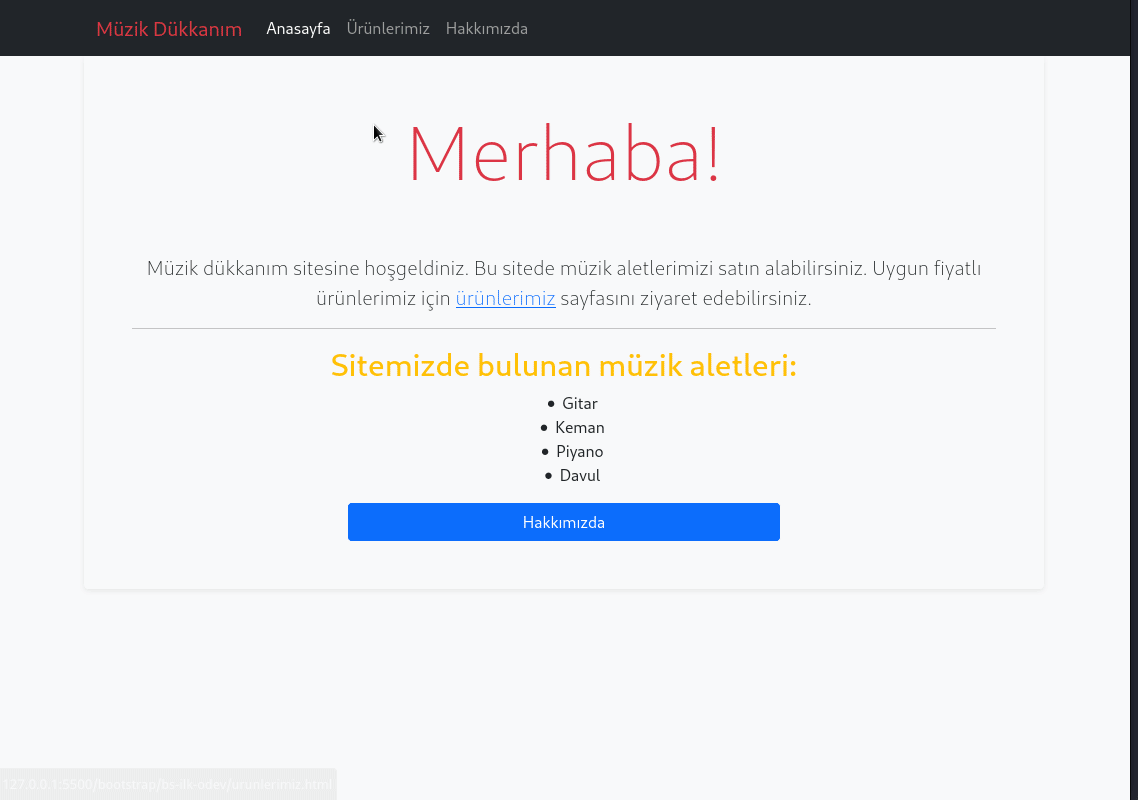 Müzik Dükkanım Anasayfa Ürünlerimiz Hakkımızda
Merhaba!
Müzik dükkanım sitesine hoşgeldiniz. Bu sitede müzik aletlerimizi satın alabilirsiniz. Uygun fiyatlı
ürünlerimiz için ürünlerimiz sayfasını ziyaret edebilirsiniz.
Sitemizde bulunan müzik aletleri:
Gitar
Keman
Piyano
Davul
Hakkımızda
127.0.0.1:5500/bootstrap/bs-ilk-odev/urunlerimiz.html